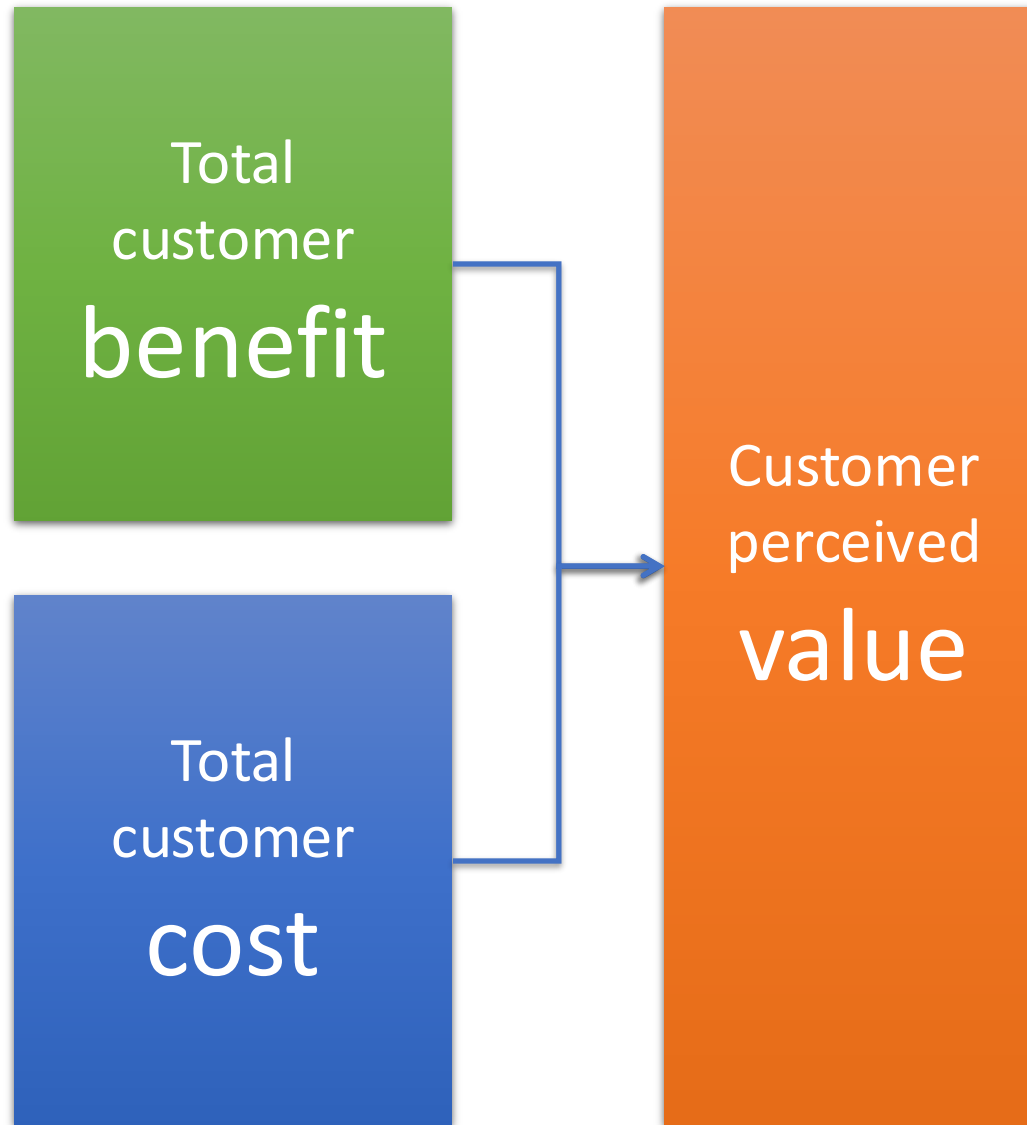 Total
customer
benefit
Total
customer
cost
Customer
perceived
value